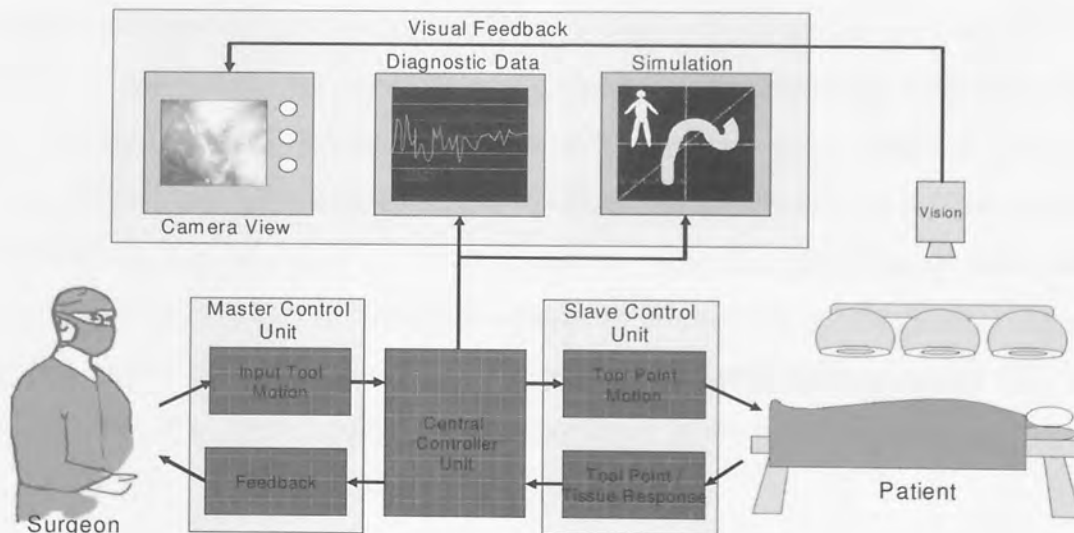 Visual Feedback
Diagnostic Data
Simulation
Camera View
Vision
Master Control
Unit
Slave Control
Unit
Input Tool
Motion
Central
Controller
Unit
Tool Point
Motion
Feedback
Tool Point /
Tissue Response
Surgeon
Patient